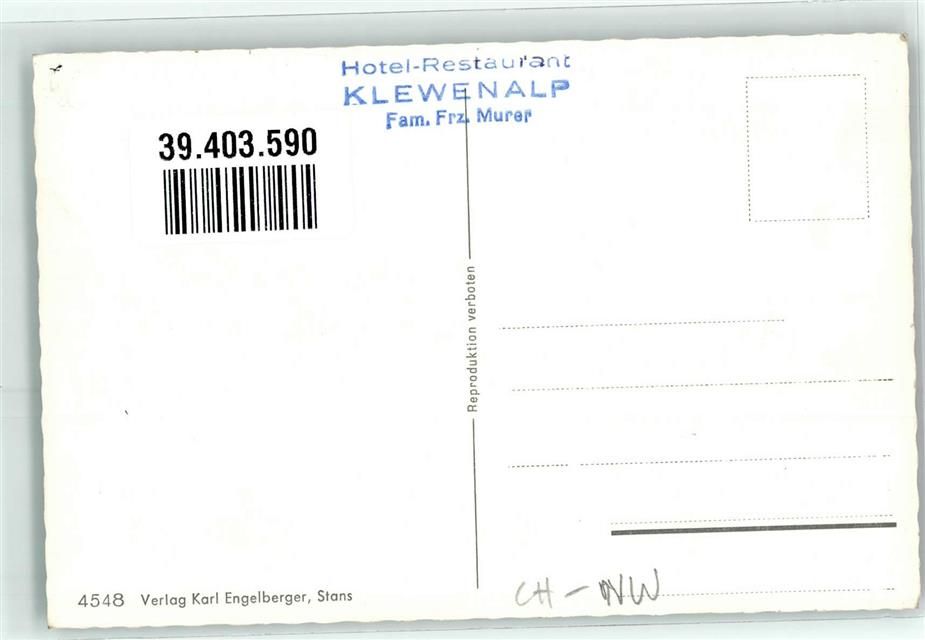 Hotel-Restaurant
KLEWENALP
Fam. Frz. Murer
39.403.590
Reproduktion verboten
4548 Verlag Karl Engelberger, Stans
CH - NW